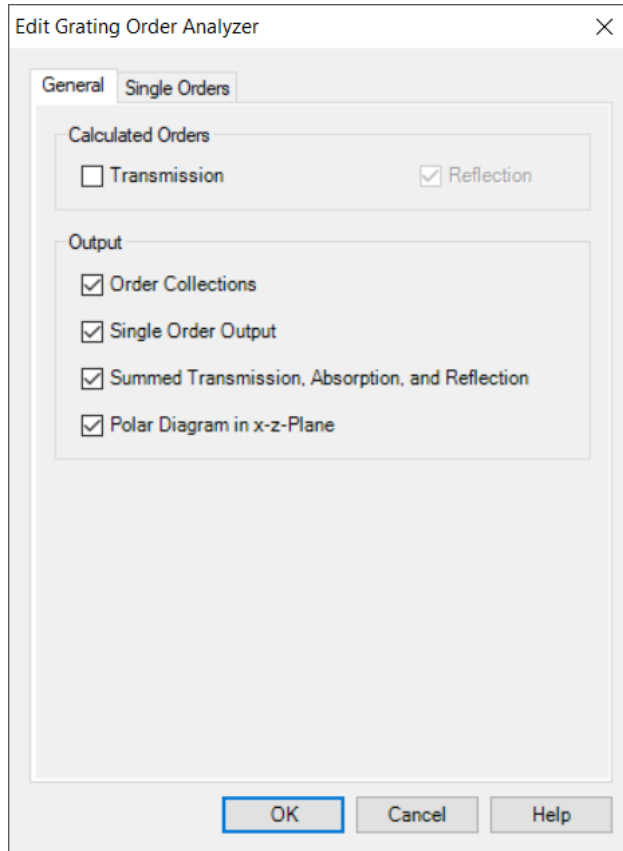 Edit Grating Order Analyzer
General Single Orders
Calculated Orders
Transmission Reflection
Output
Order Collections
Single Order Output
Summed Transmission, Absorption, and Reflection
Polar Diagram in x-z-Plane
OK Cancel Help